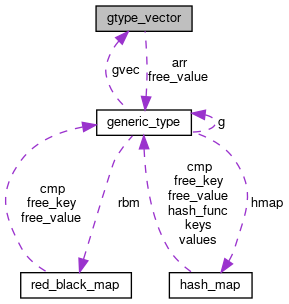 gtype_vector
arr
free_value
gvec
generic_type
g
cmp
free_key
free_value
rbm
cmp
free_key
free_value
hash_func
keys
values
hmap
red_black_map
hash_map